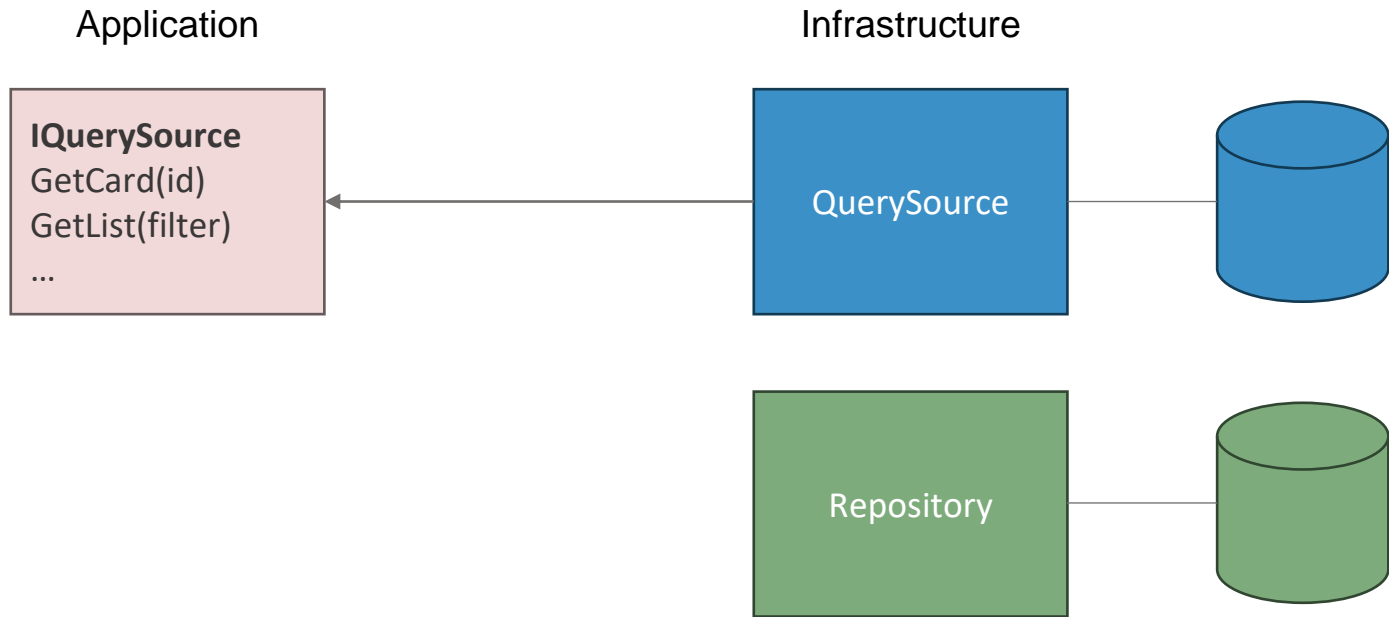 Application
Infrastructure
IQuerySource
GetCard(id)
GetList(filter)
…
QuerySource
Repository